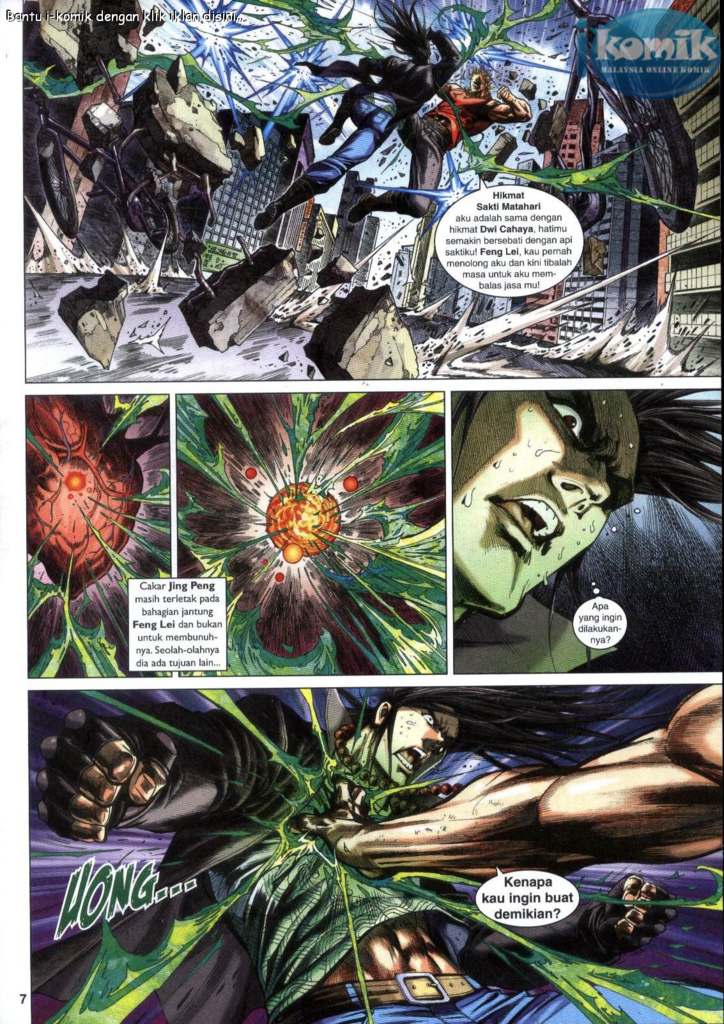 Bantu i-komik dengan klik iklan disini...
ikomik
MALAYSIA ONLINE KOMIK
Hikmat
Sakti Matahari
aku adalah sama dengan
hikmat Dwi Cahaya, hatimu
semakin bersebati dengan api
saktiku! Feng Lei, kau pernah
menolong aku dan kini tibalah
masa untuk aku mem-
balas jasa mu!
Cakar Jing Peng
masih terletak pada
bahagian jantung
Feng Lei dan bukan
untuk membunuh-
nya. Seolah-olahnya
dia ada tujuan lain...
Apa
yang ingin
dilakukan-
nya?
UONG...
Kenapa
kau ingin buat
demikian?
7